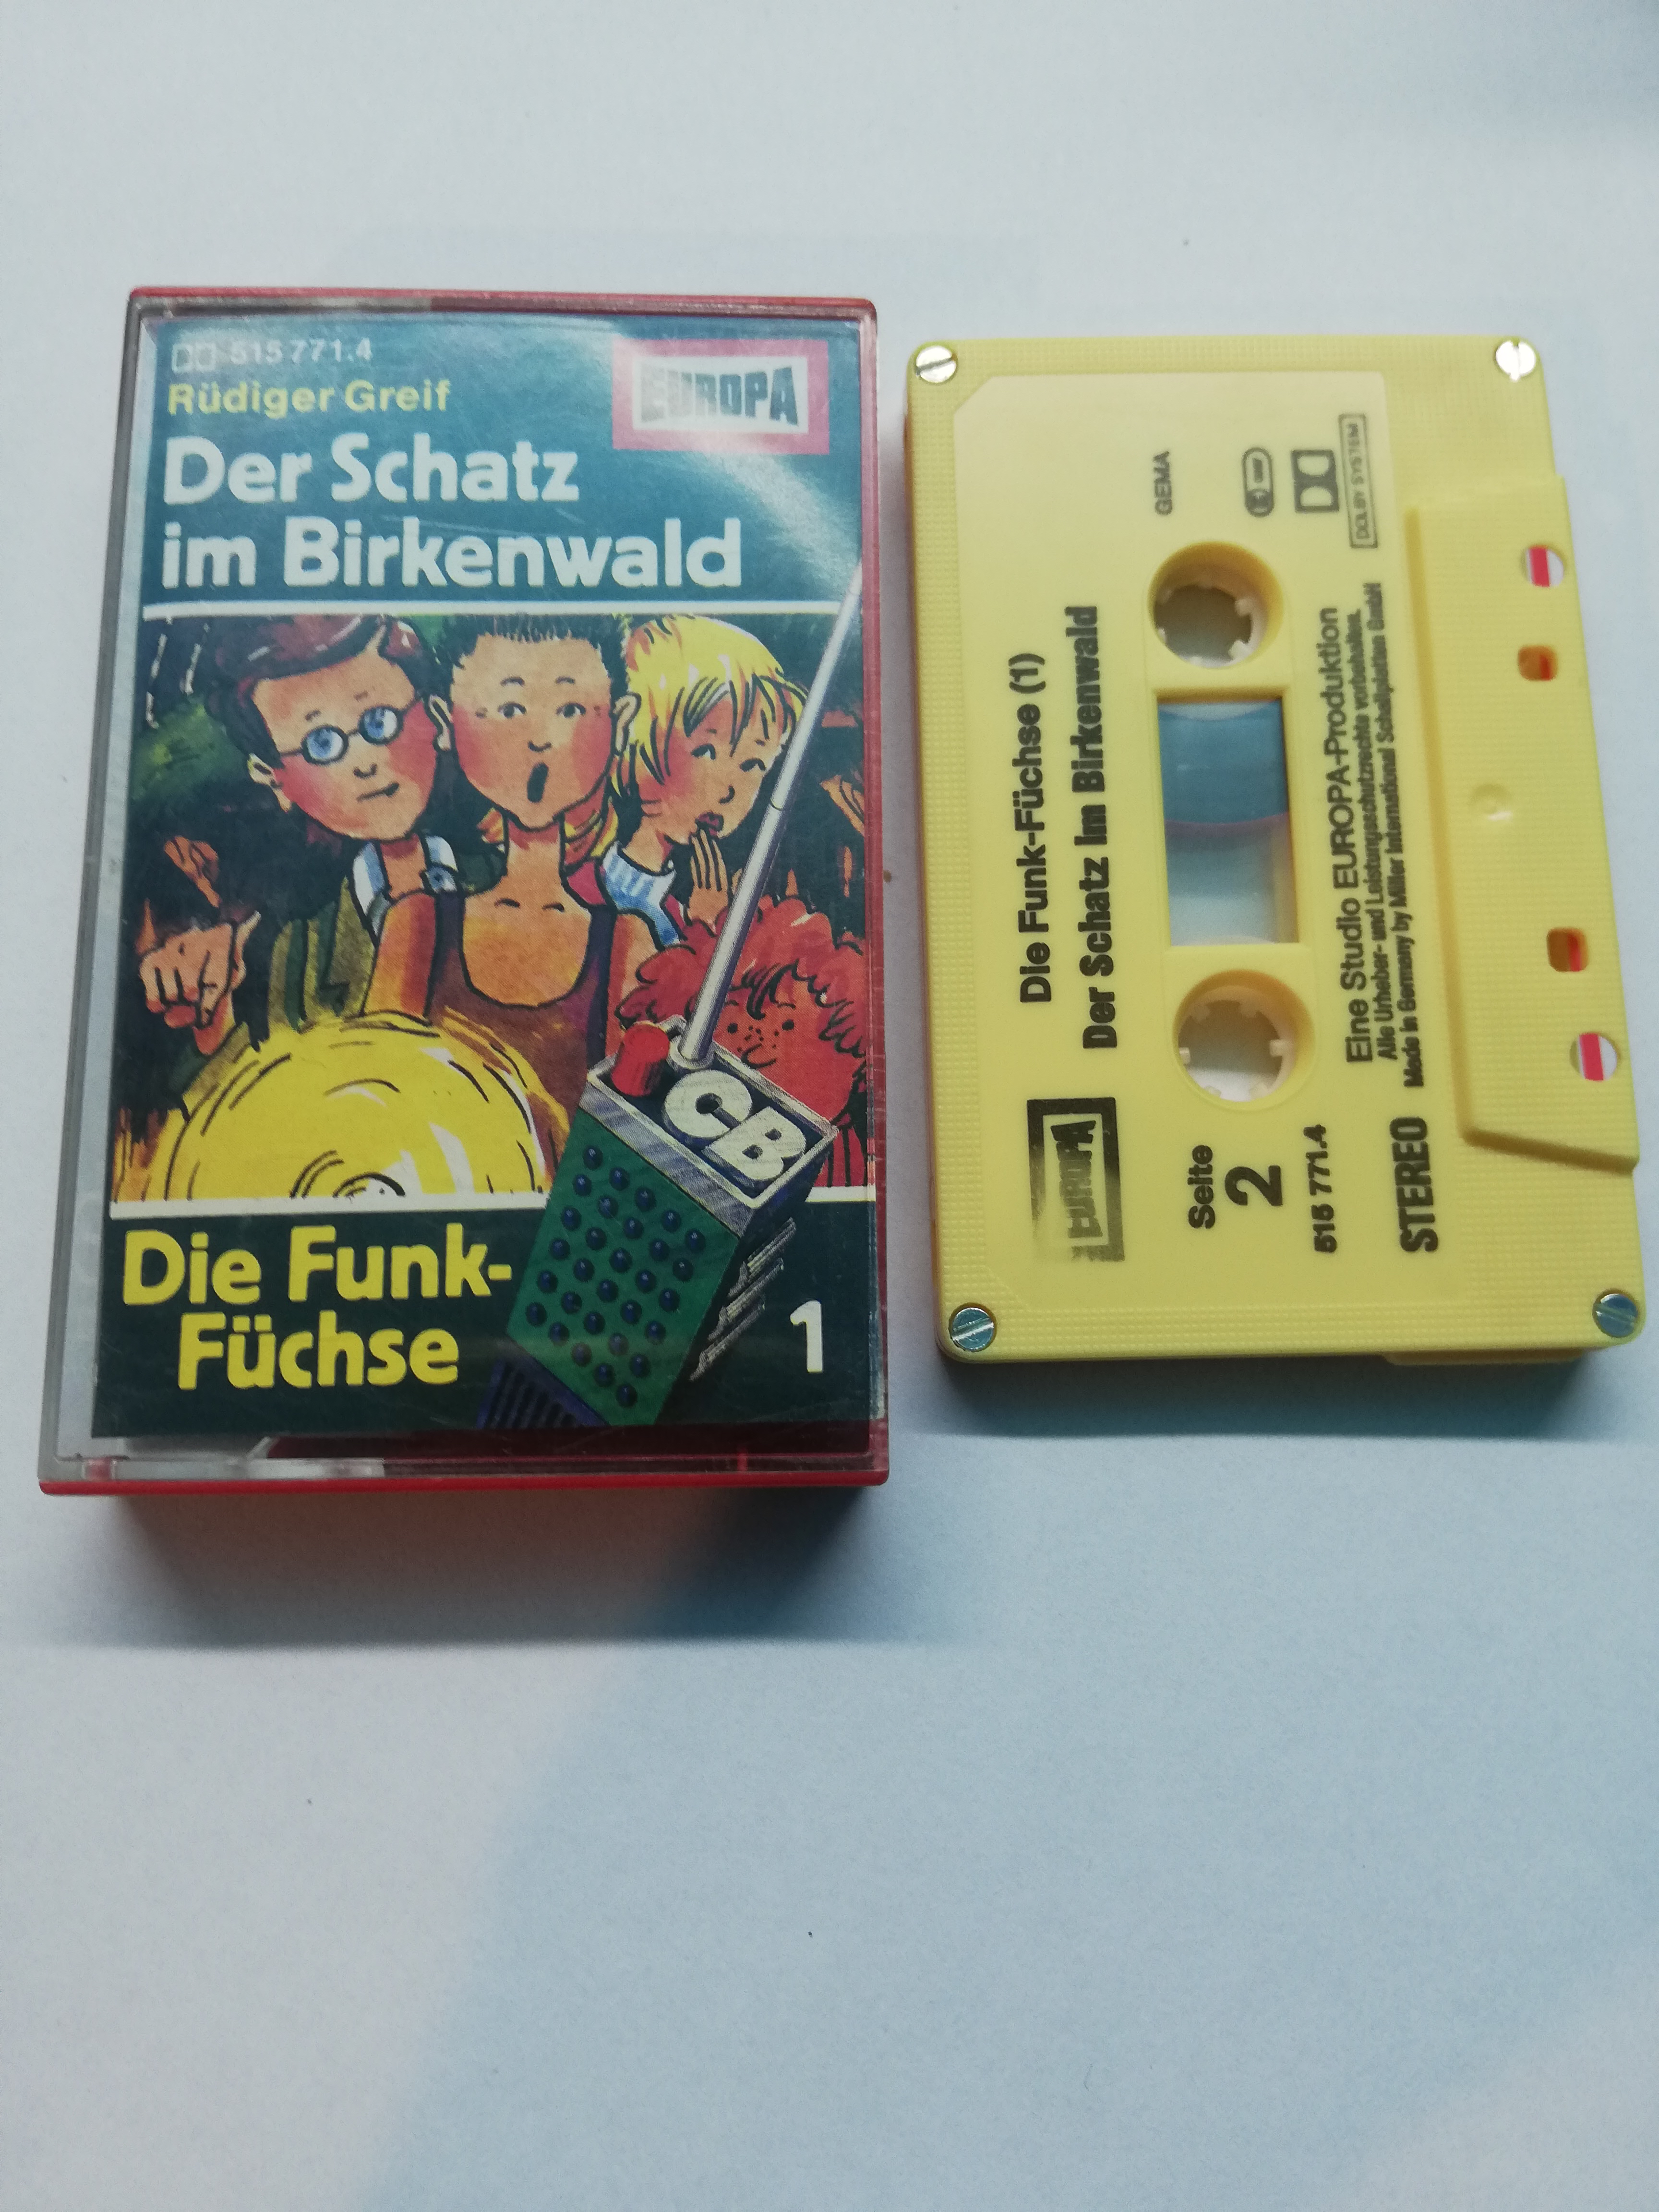 515 771.4
Rüdiger Greif
EUROPA
Der Schatz
im Birkenwald
CB
Die Funk-
Füchse
1
Die Funk-Füchse (1)
Der Schatz im Birkenwald
GEMA
DOLBY SYSTEM
EUROPA
Seite
2
515 771.4
STEREO
Eine Studio EUROPA-Produktion
Alle Urheber- und Leistungsschutzrechte vorbehalten.
Made in Germany by Miller International Schallplatten GmbH